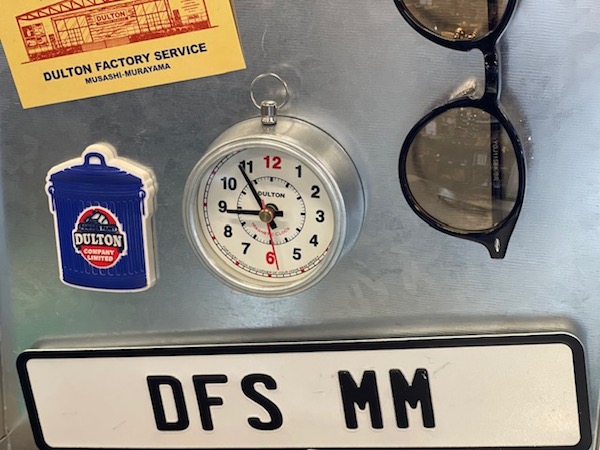 DULTON
DULTON FACTORY SERVICE
MUSASHI-MURAYAMA
12
1
2
3
4
5
6
7
8
9
10
11
DULTON
DULTON
COMPANY
LIMITED
DFS MM